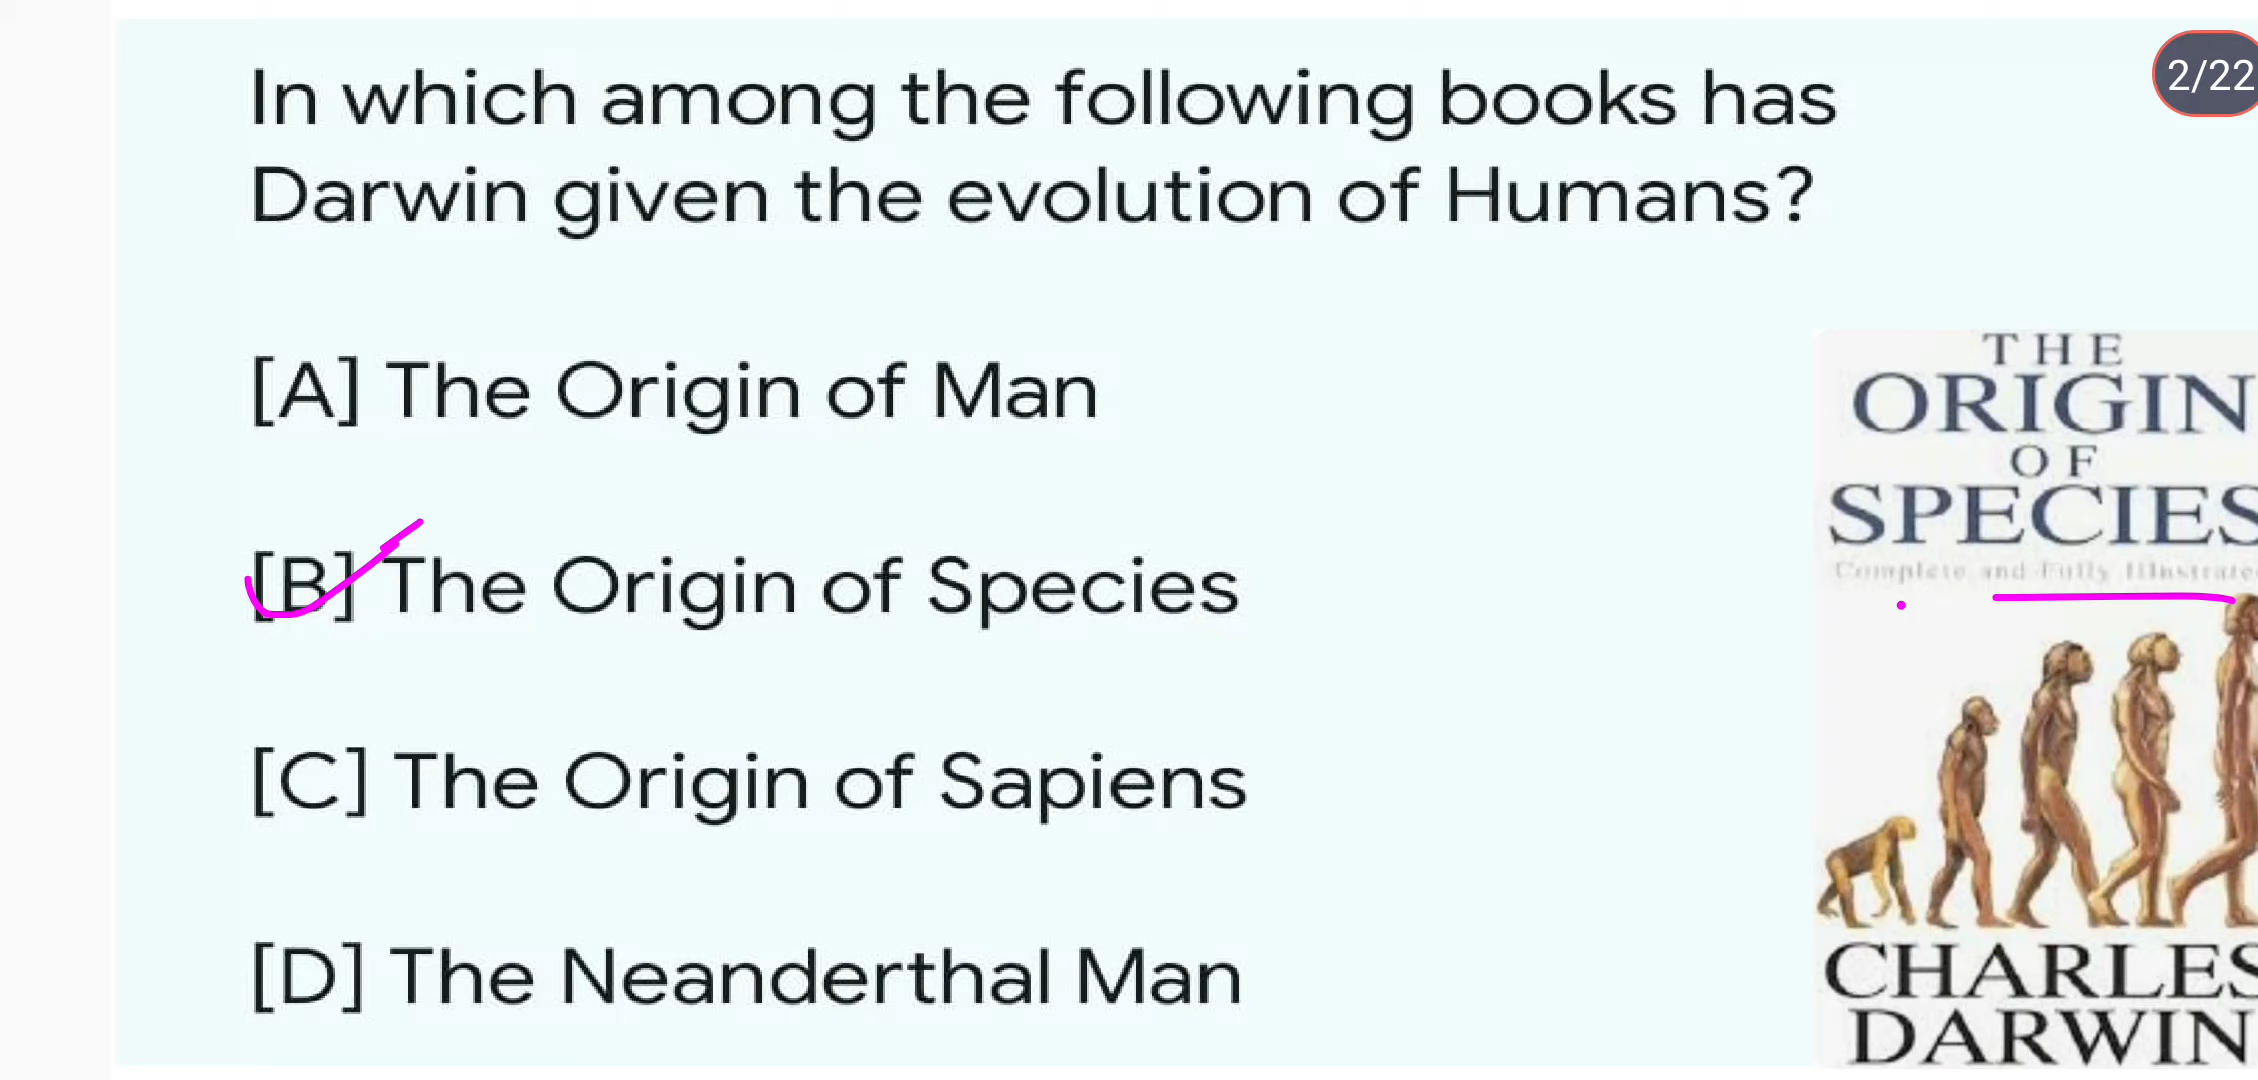 In which among the following books has
Darwin given the evolution of Humans?
2/22
[A] The Origin of Man
[B] The Origin of Species
[C] The Origin of Sapiens
[D] The Neanderthal Man
THE
ORIGIN
OF
SPECIES
Complete and Fully Illustrated
CHARLES
DARWIN